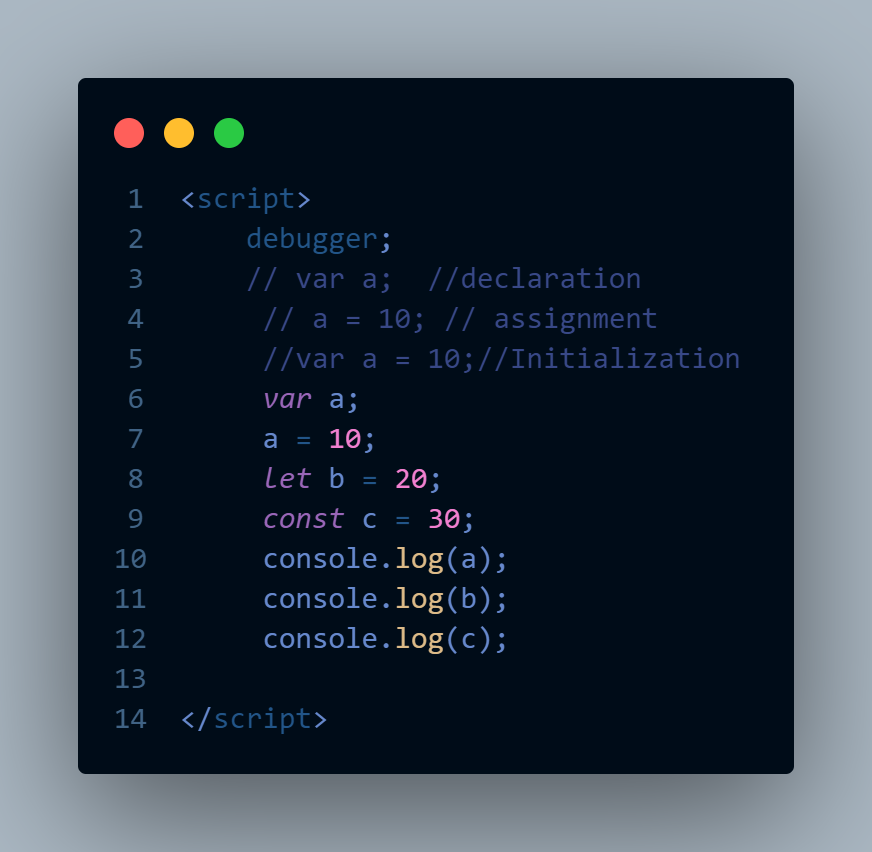 1 <script>
2 debugger;
3 // var a;  //declaration
4 // a = 10; // assignment
5 //var a = 10;//Initialization
6 var a;
7 a = 10;
8 let b = 20;
9 const c = 30;
10 console.log(a);
11 console.log(b);
12 console.log(c);
13
14 </script>